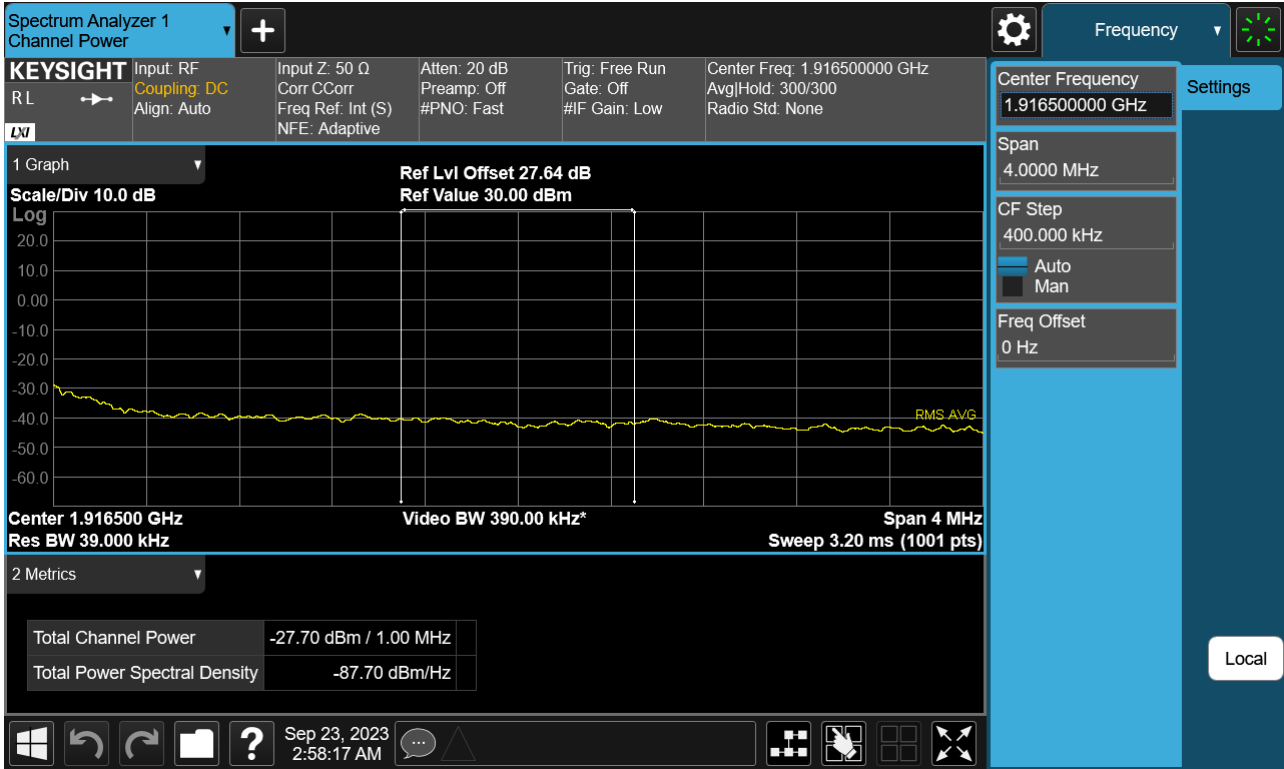 Spectrum Analyzer 1
Channel Power
+
Frequency
KEYSIGHT
R L
LXI
Input: RF
Coupling: DC
Align: Auto
Input Z: 50 Ω
Corr CCorr
Freq Ref: Int (S)
NFE: Adaptive
Atten: 20 dB
Preamp: Off
#PNO: Fast
Trig: Free Run
Gate: Off
#IF Gain: Low
Center Freq: 1.916500000 GHz
Avg|Hold: 300/300
Radio Std: None
Center Frequency
1.916500000 GHz
Settings
Span
4.0000 MHz
CF Step
400.000 kHz
Auto
Man
Freq Offset
0 Hz
Local
1 Graph
Scale/Div 10.0 dB
Ref Lvl Offset 27.64 dB
Ref Value 30.00 dBm
Log
20.0
10.0
0.00
-10.0
-20.0
-30.0
-40.0
-50.0
-60.0
RMS AVG
Center 1.916500 GHz
Video BW 390.00 kHz*
Span 4 MHz
Res BW 39.000 kHz
Sweep 3.20 ms (1001 pts)
2 Metrics
Total Channel Power -27.70 dBm / 1.00 MHz
Total Power Spectral Density -87.70 dBm/Hz
?
Sep 23, 2023
2:58:17 AM